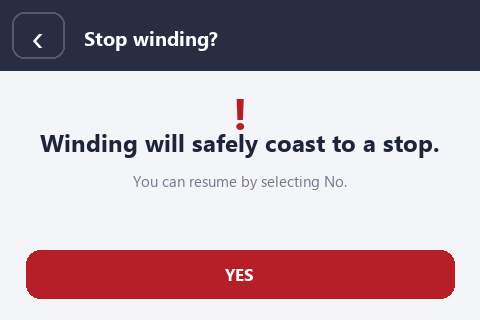 Stop winding?
!
Winding will safely coast to a stop.
You can resume by selecting No.
YES